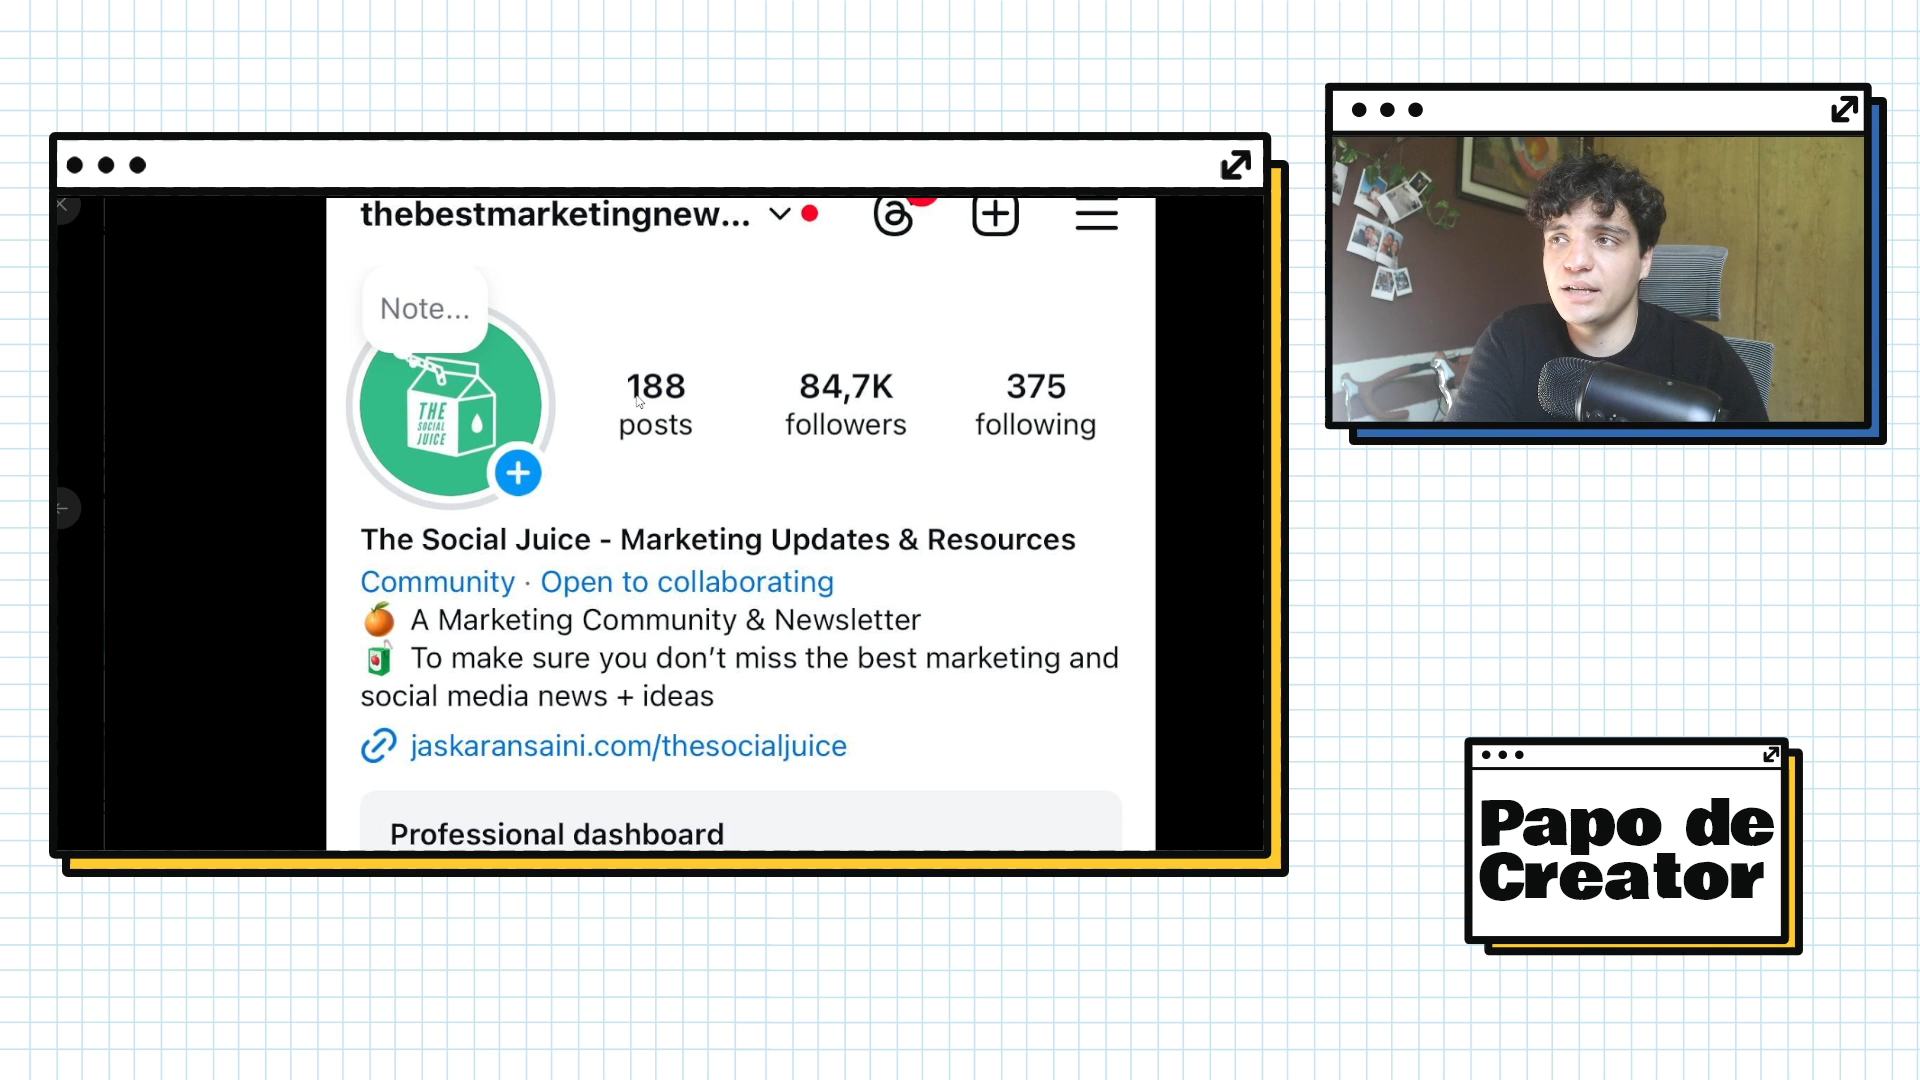 thebestmarketingnew...
Note...
THE
SOCIAL
JUICE
188
posts
84,7K
followers
375
following
The Social Juice - Marketing Updates & Resources
Community · Open to collaborating
🍊 A Marketing Community & Newsletter
🧃 To make sure you don’t miss the best marketing and
social media news + ideas
jaskaransaini.com/thesocialjuice
Professional dashboard
Papo de
Creator